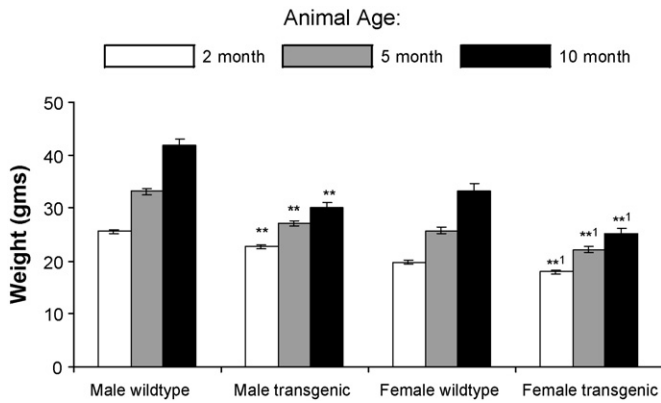 Animal Age:
2 month 5 month 10 month
Weight (gms)
50
40
30
20
10
0
** ** **
**1 **1 **1
Male wildtype Male transgenic Female wildtype Female transgenic